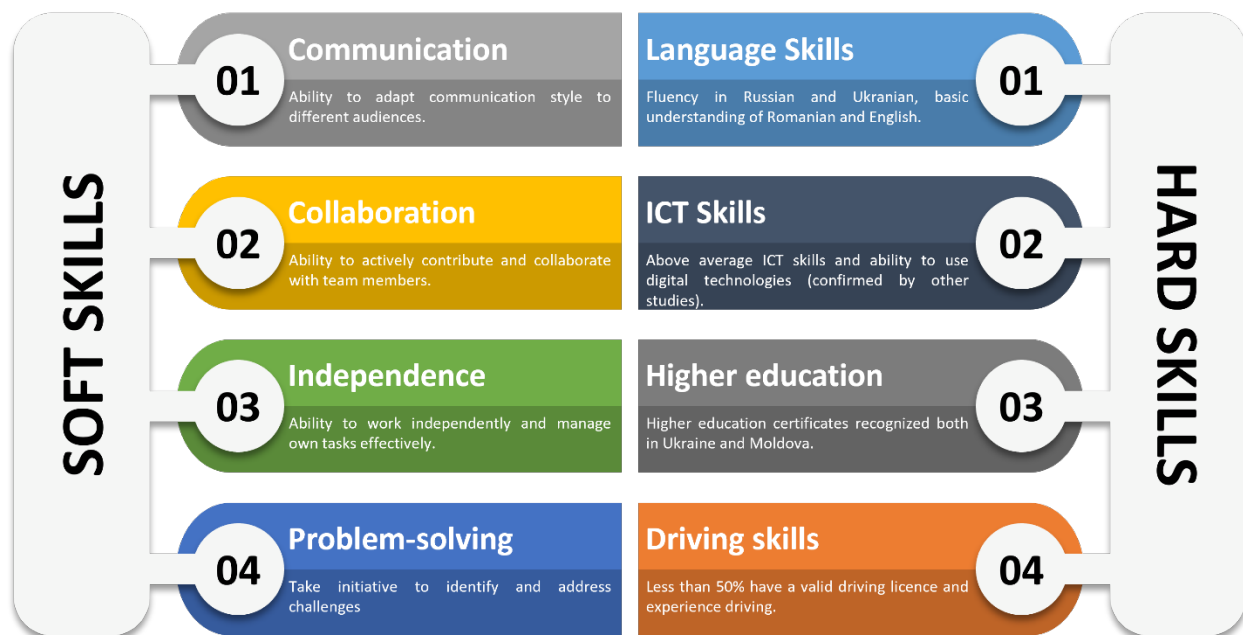 SOFT SKILLS
01
Communication
Ability to adapt communication style to
different audiences.
02
Collaboration
Ability to actively contribute and collaborate
with team members.
03
Independence
Ability to work independently and manage
own tasks effectively.
04
Problem-solving
Take initiative to identify and address
challenges
HARD SKILLS
Language Skills
01
Fluency in Russian and Ukranian, basic
understanding of Romanian and English.
ICT Skills
02
Above average ICT skills and ability to use
digital technologies (confirmed by other
studies).
Higher education
03
Higher education certificates recognized both
in Ukraine and Moldova.
Driving skills
04
Less than 50% have a valid driving licence and
experience driving.